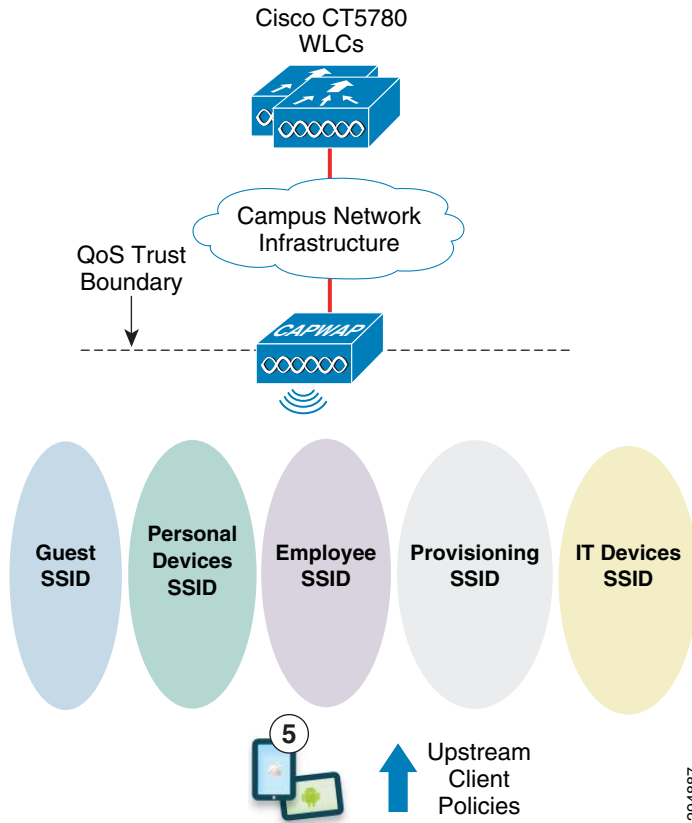 Cisco CT5780
WLCs
Campus Network
Infrastructure
QoS Trust
Boundary
CAPWAP
Guest
SSID
Personal
Devices
SSID
Employee
SSID
Provisioning
SSID
IT Devices
SSID
5
Upstream
Client
Policies
294887